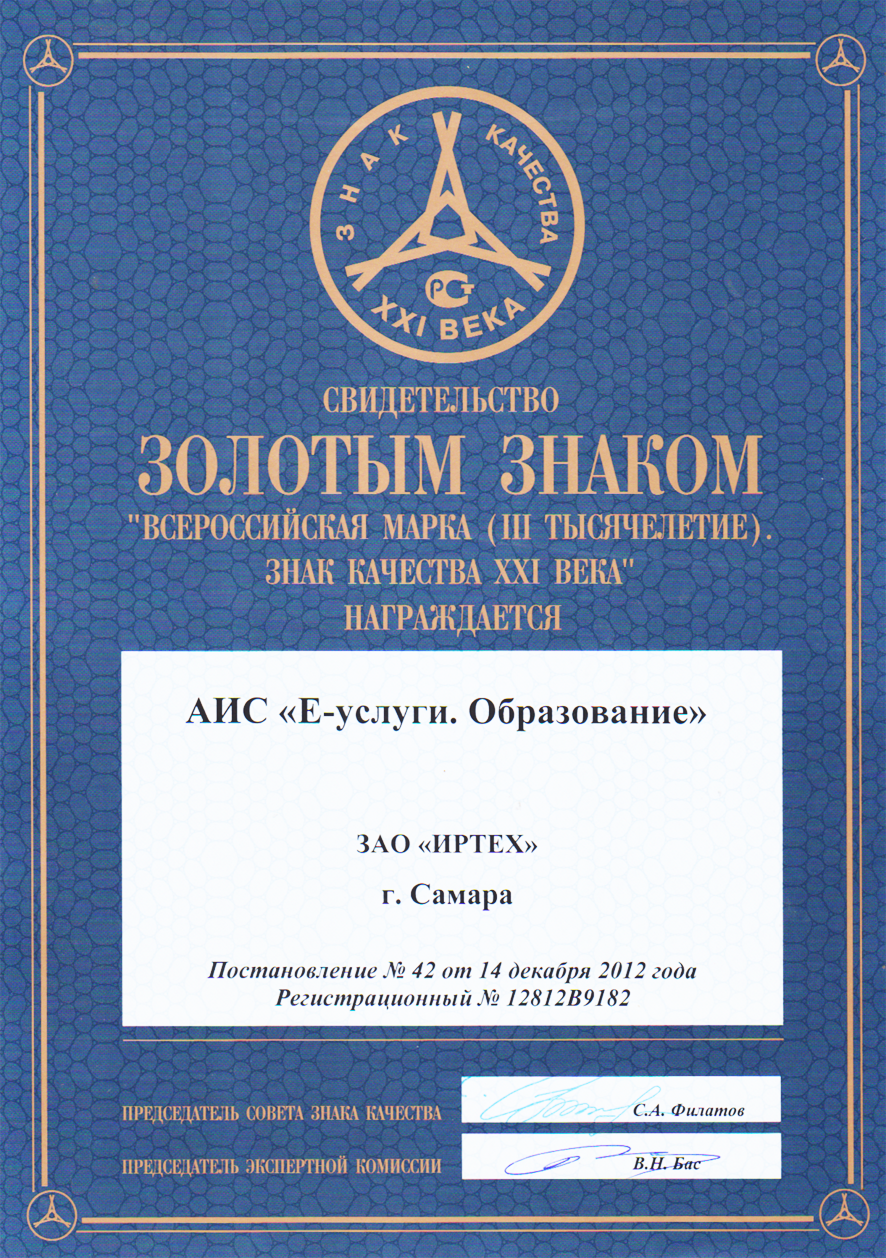 ЗНАК КАЧЕСТВА
РСТ
XXI ВЕКА
СВИДЕТЕЛЬСТВО
ЗОЛОТЫМ ЗНАКОМ
"ВСЕРОССИЙСКАЯ МАРКА (III ТЫСЯЧЕЛЕТИЕ).
ЗНАК КАЧЕСТВА XXI ВЕКА"
НАГРАЖДАЕТСЯ
АИС «Е-услуги. Образование»
ЗАО «ИРТЕХ»
г. Самара
Постановление № 42 от 14 декабря 2012 года
Регистрационный № 12812В9182
ПРЕДСЕДАТЕЛЬ СОВЕТА ЗНАКА КАЧЕСТВА С.А. Филатов
ПРЕДСЕДАТЕЛЬ ЭКСПЕРТНОЙ КОМИССИИ В.Н. Бас